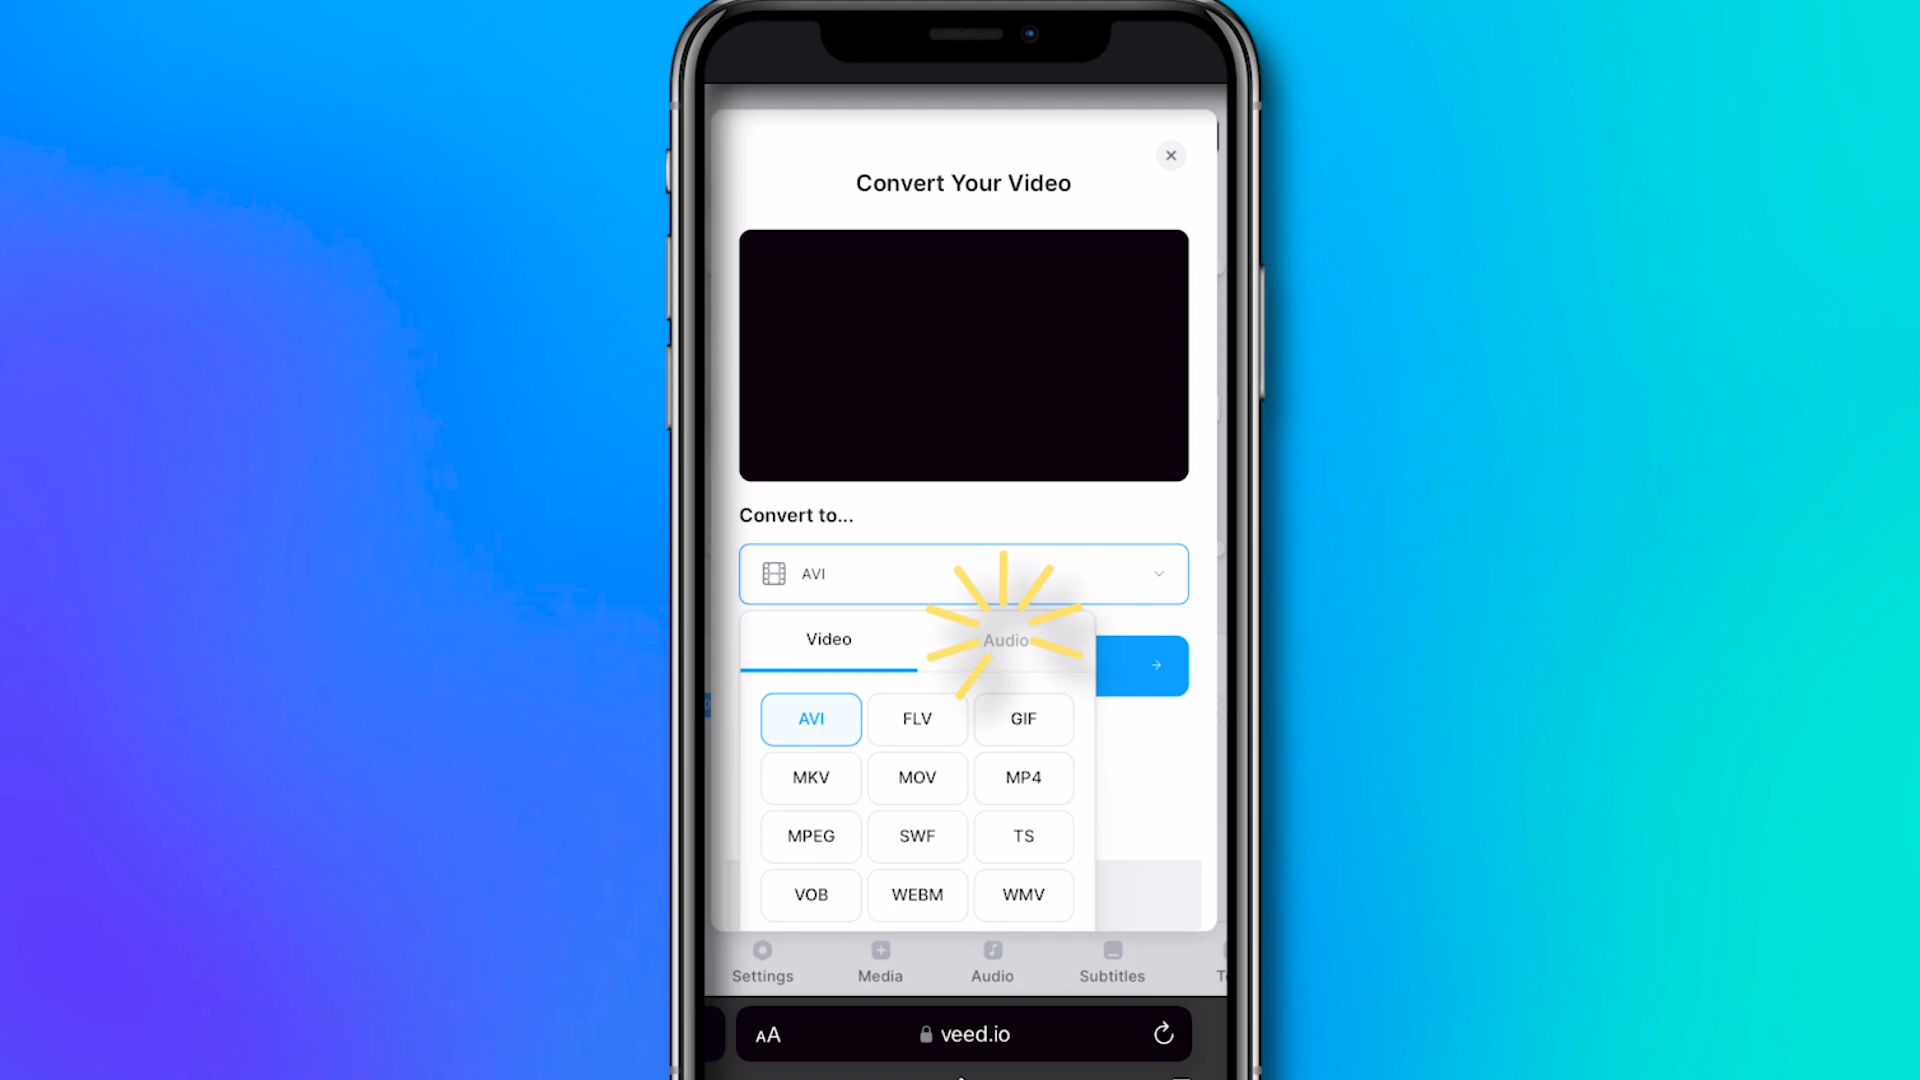 Convert Your Video
Convert to...
AVI
Video Audio
AVI FLV GIF
MKV MOV MP4
MPEG SWF TS
VOB WEBM WMV
Settings Media Audio Subtitles
AA veed.io